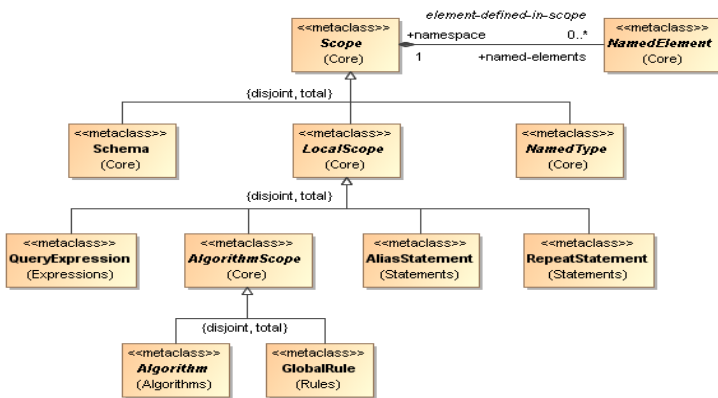 element-defined-in-scope
<<metaclass>>
Scope
(Core)
+namespace
0..*
1
+named-elements
<<metaclass>>
NamedElement
(Core)
{disjoint, total}
<<metaclass>>
Schema
(Core)
<<metaclass>>
LocalScope
(Core)
<<metaclass>>
NamedType
(Core)
{disjoint, total}
<<metaclass>>
QueryExpression
(Expressions)
<<metaclass>>
AlgorithmScope
(Core)
<<metaclass>>
AliasStatement
(Statements)
<<metaclass>>
RepeatStatement
(Statements)
{disjoint, total}
<<metaclass>>
Algorithm
(Algorithms)
<<metaclass>>
GlobalRule
(Rules)